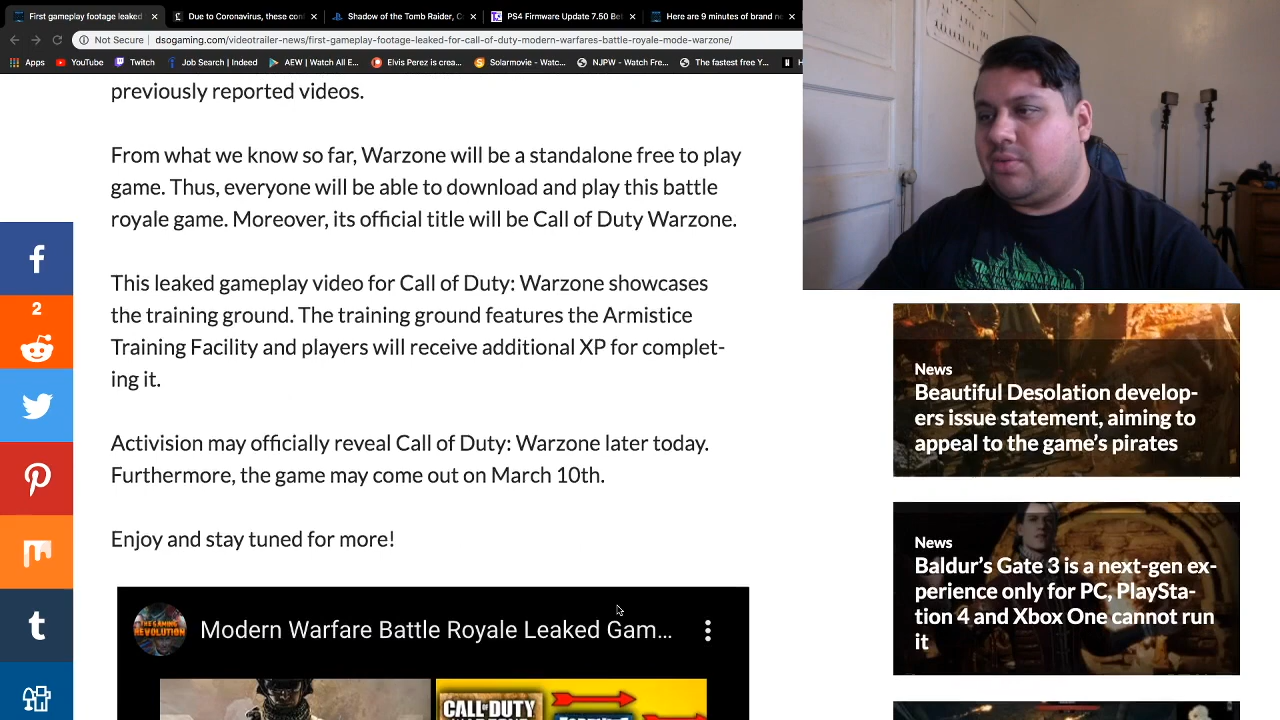 First gameplay footage leaked
Due to Coronavirus, these con
Shadow of the Tomb Raider, C
PS4 Firmware Update 7.50 Be
Here are 9 minutes of brand n
Not Secure
dsogaming.com/videotrailer-news/first-gameplay-footage-leaked-for-call-of-duty-modern-warfares-battle-royale-mode-warzone/
Apps
YouTube
Twitch
Job Search | Indeed
AEW | Watch All E...
Elvis Perez is crea...
Solarmovie - Watc...
NJPW - Watch Fre...
The fastest free Y...
previously reported videos.
From what we know so far, Warzone will be a standalone free to play
game. Thus, everyone will be able to download and play this battle
royale game. Moreover, its official title will be Call of Duty Warzone.
This leaked gameplay video for Call of Duty: Warzone showcases
the training ground. The training ground features the Armistice
Training Facility and players will receive additional XP for complet-
ing it.
Activision may officially reveal Call of Duty: Warzone later today.
Furthermore, the game may come out on March 10th.
Enjoy and stay tuned for more!
2
THE GAMING
REVOLUTION
Modern Warfare Battle Royale Leaked Gam...
CALL OF DUTY
News
Beautiful Desolation develop-
ers issue statement, aiming to
appeal to the game's pirates
News
Baldur's Gate 3 is a next-gen ex-
perience only for PC, PlaySta-
tion 4 and Xbox One cannot run
it